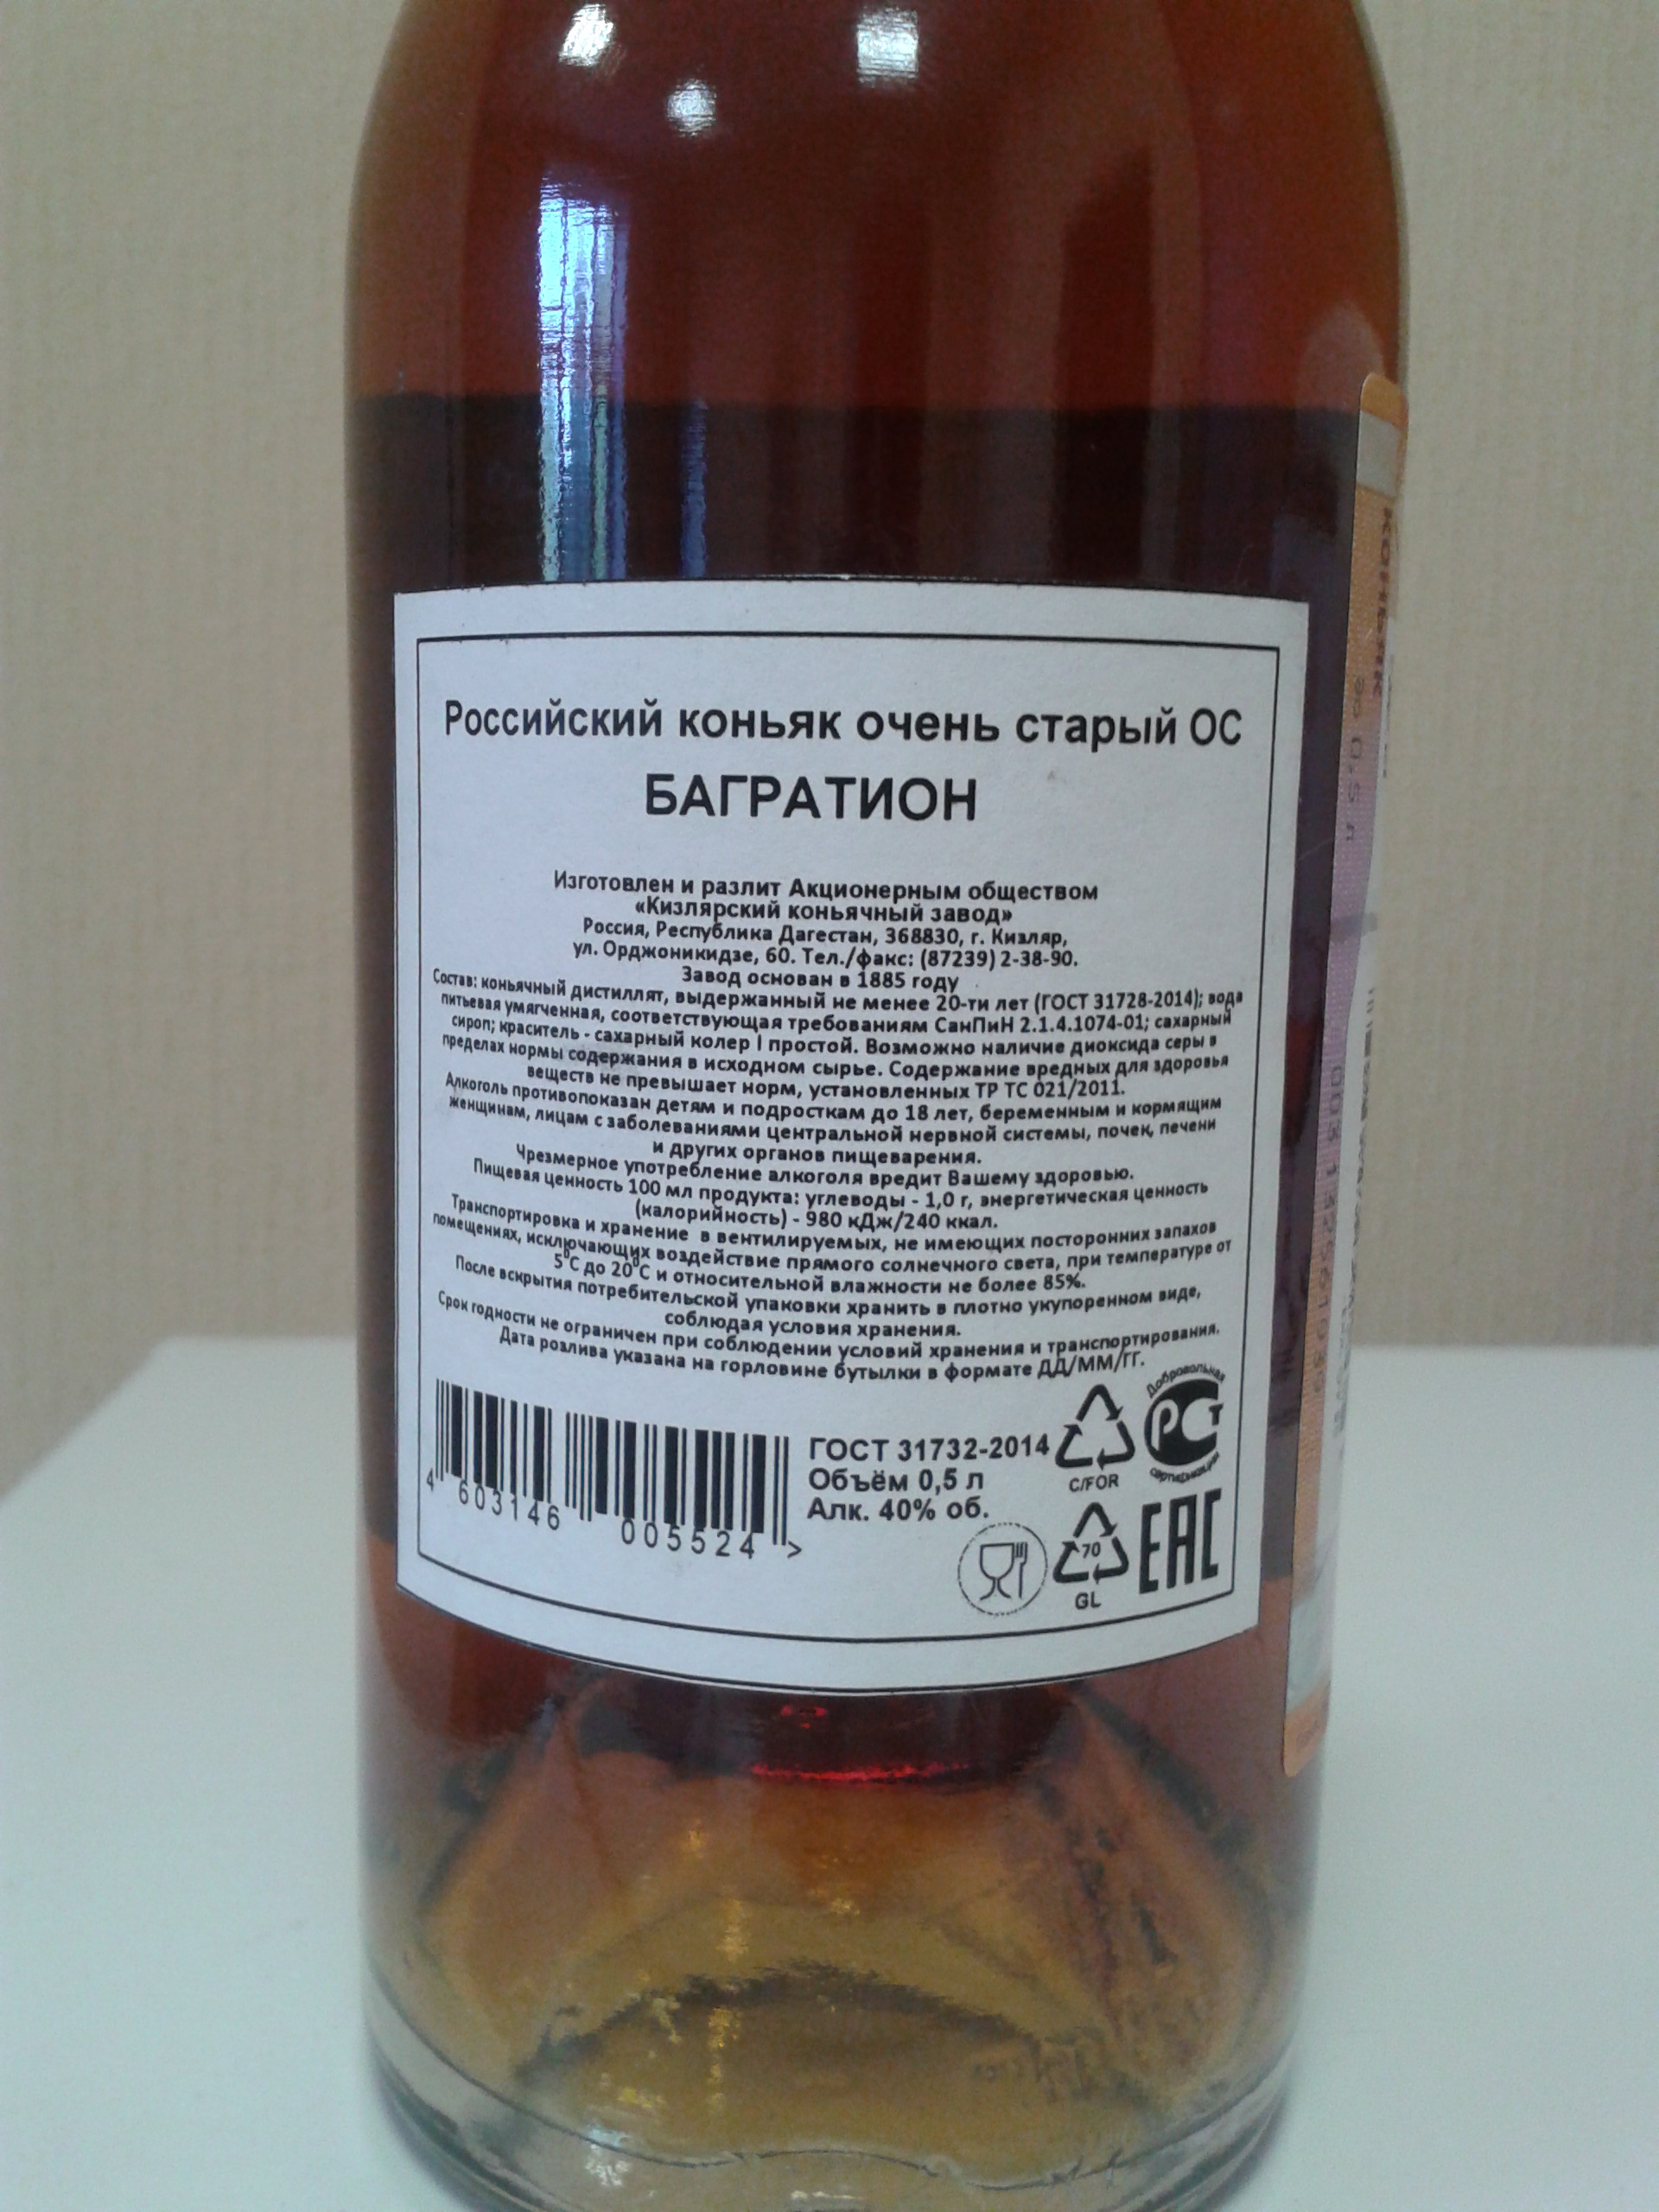 Российский коньяк очень старый ОС
БАГРАТИОН
Изготовлен и разлит Акционерным обществом
«Кизлярский коньячный завод»
Россия, Республика Дагестан, 368830, г. Кизляр,
ул. Орджоникидзе, 60. Тел./факс: (87239) 2-38-90.
Завод основан в 1885 году
Состав: коньячный дистиллят, выдержанный не менее 20-ти лет (ГОСТ 31728-2014); вода
питьевая умягченная, соответствующая требованиям СанПиН 2.1.4.1074-01; сахарный
сироп; краситель - сахарный колер I простой. Возможно наличие диоксида серы в
пределах нормы содержания в исходном сырье. Содержание вредных для здоровья
веществ не превышает норм, установленных ТР ТС 021/2011.
Алкоголь противопоказан детям и подросткам до 18 лет, беременным и кормящим
женщинам, лицам с заболеваниями центральной нервной системы, почек, печени
и других органов пищеварения.
Чрезмерное употребление алкоголя вредит Вашему здоровью.
Пищевая ценность 100 мл продукта: углеводы - 1,0 г, энергетическая ценность
(калорийность) - 980 кДж/240 ккал.
Транспортировка и хранение в вентилируемых, не имеющих посторонних запахов
помещениях, исключающих воздействие прямого солнечного света, при температуре от
5⁰С до 20⁰С и относительной влажности не более 85%.
После вскрытия потребительской упаковки хранить в плотно укупоренном виде,
соблюдая условия хранения.
Срок годности не ограничен при соблюдении условий хранения и транспортирования.
Дата розлива указана на горловине бутылки в формате ДД/ММ/ГГ.
4 603146 005524 >
ГОСТ 31732-2014
Объём 0,5 л
Алк. 40% об.
C/FOR
Добровольная
РСТ
сертификация
70
GL
EAC
КОНЬЯК